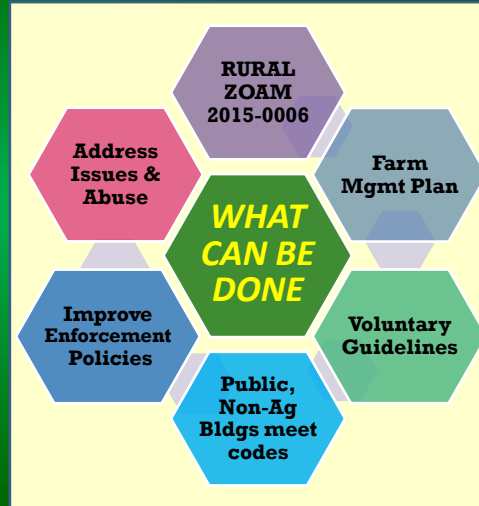 RURAL
ZOAM
2015-0006
Farm
Mgmt Plan
Voluntary
Guidelines
Public,
Non-Ag
Bldgs meet
codes
Improve
Enforcement
Policies
Address
Issues &
Abuse
WHAT
CAN BE
DONE